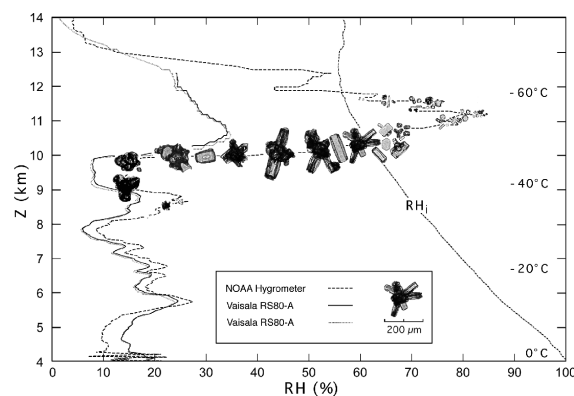 14
13
12
11
10
9
8
7
6
5
4
Z (km)
-60°C
-40°C
RHi
-20°C
0°C
NOAA Hygrometer
Vaisala RS80-A
Vaisala RS80-A
200 µm
0 10 20 30 40 50 60 70 80 90 100
RH (%)